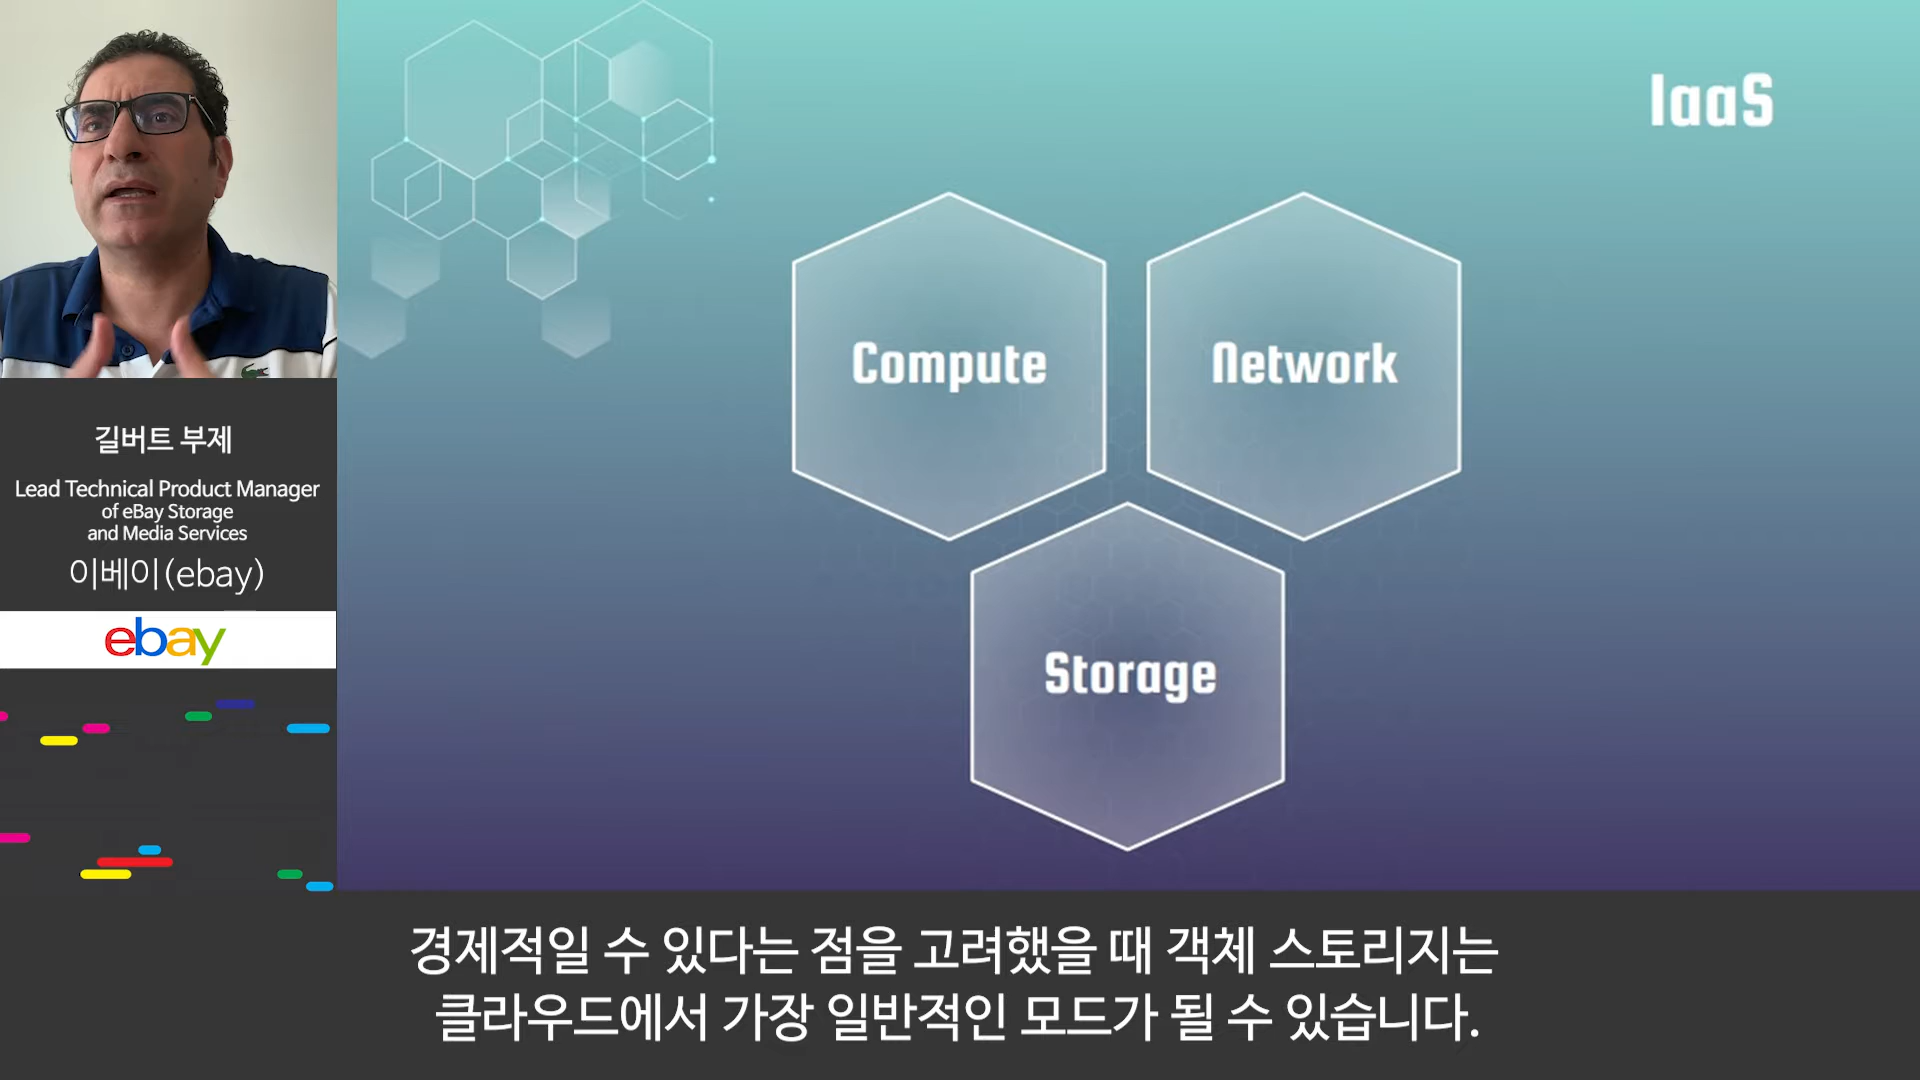 IaaS
Compute
Network
Storage
길버트 부제
Lead Technical Product Manager
of eBay Storage
and Media Services
이베이(ebay)
ebay
경제적일 수 있다는 점을 고려했을 때 객체 스토리지는
클라우드에서 가장 일반적인 모드가 될 수 있습니다.